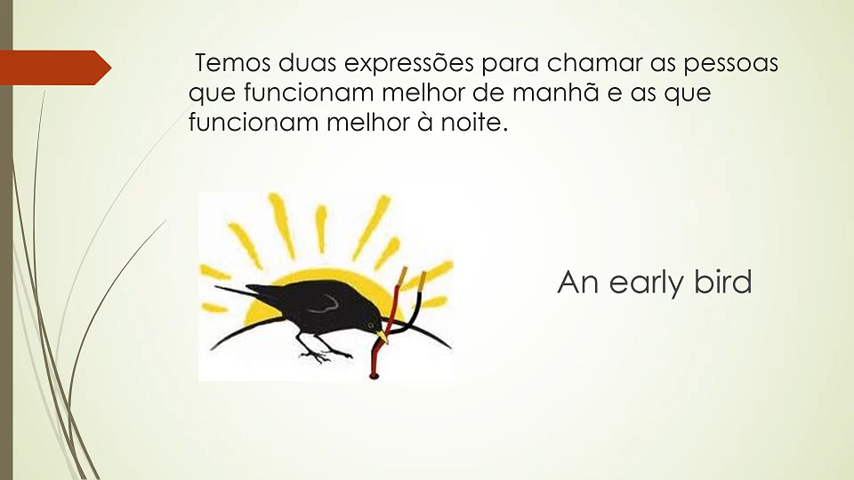 Temos duas expressões para chamar as pessoas
que funcionam melhor de manhã e as que
funcionam melhor à noite.
An early bird